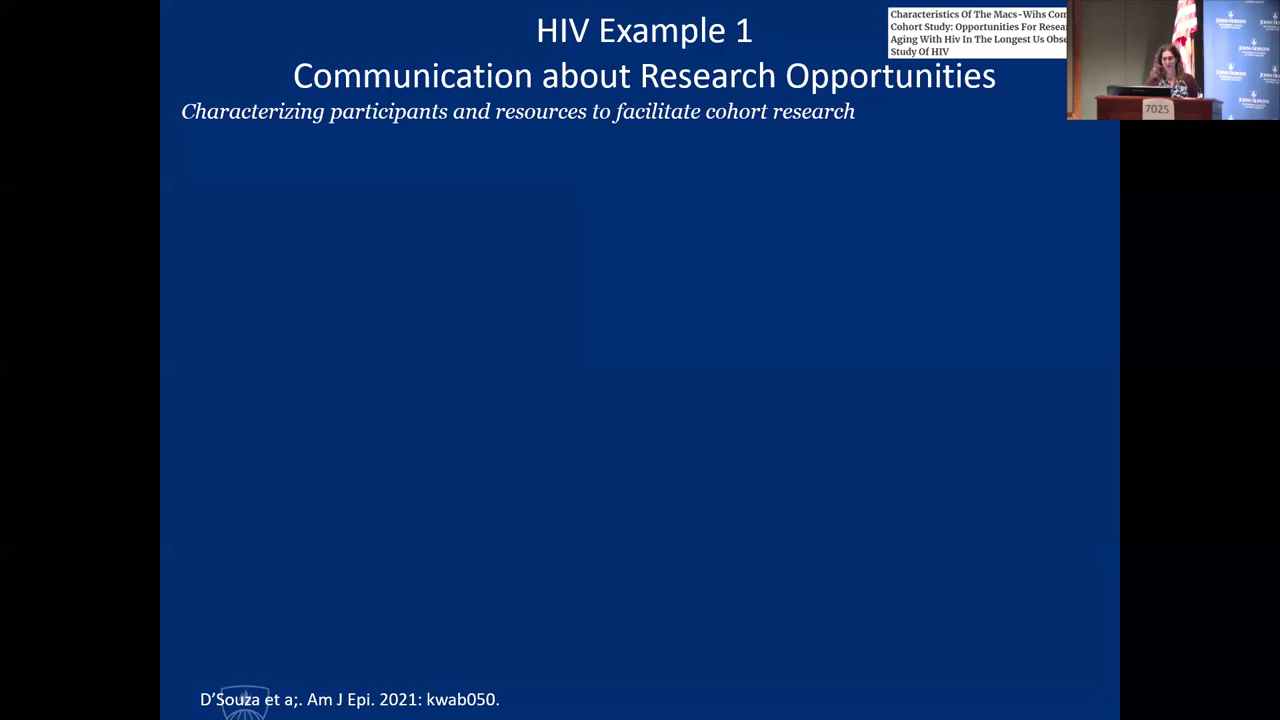 HIV Example 1
Communication about Research Opportunities
Characterizing participants and resources to facilitate cohort research
Characteristics Of The Macs-Wihs Com
Cohort Study: Opportunities For Resea
Aging With Hiv In The Longest Us Obse
Study Of HIV
JOHNS HOPKINS
7025
D'Souza et a;. Am J Epi. 2021: kwab050.